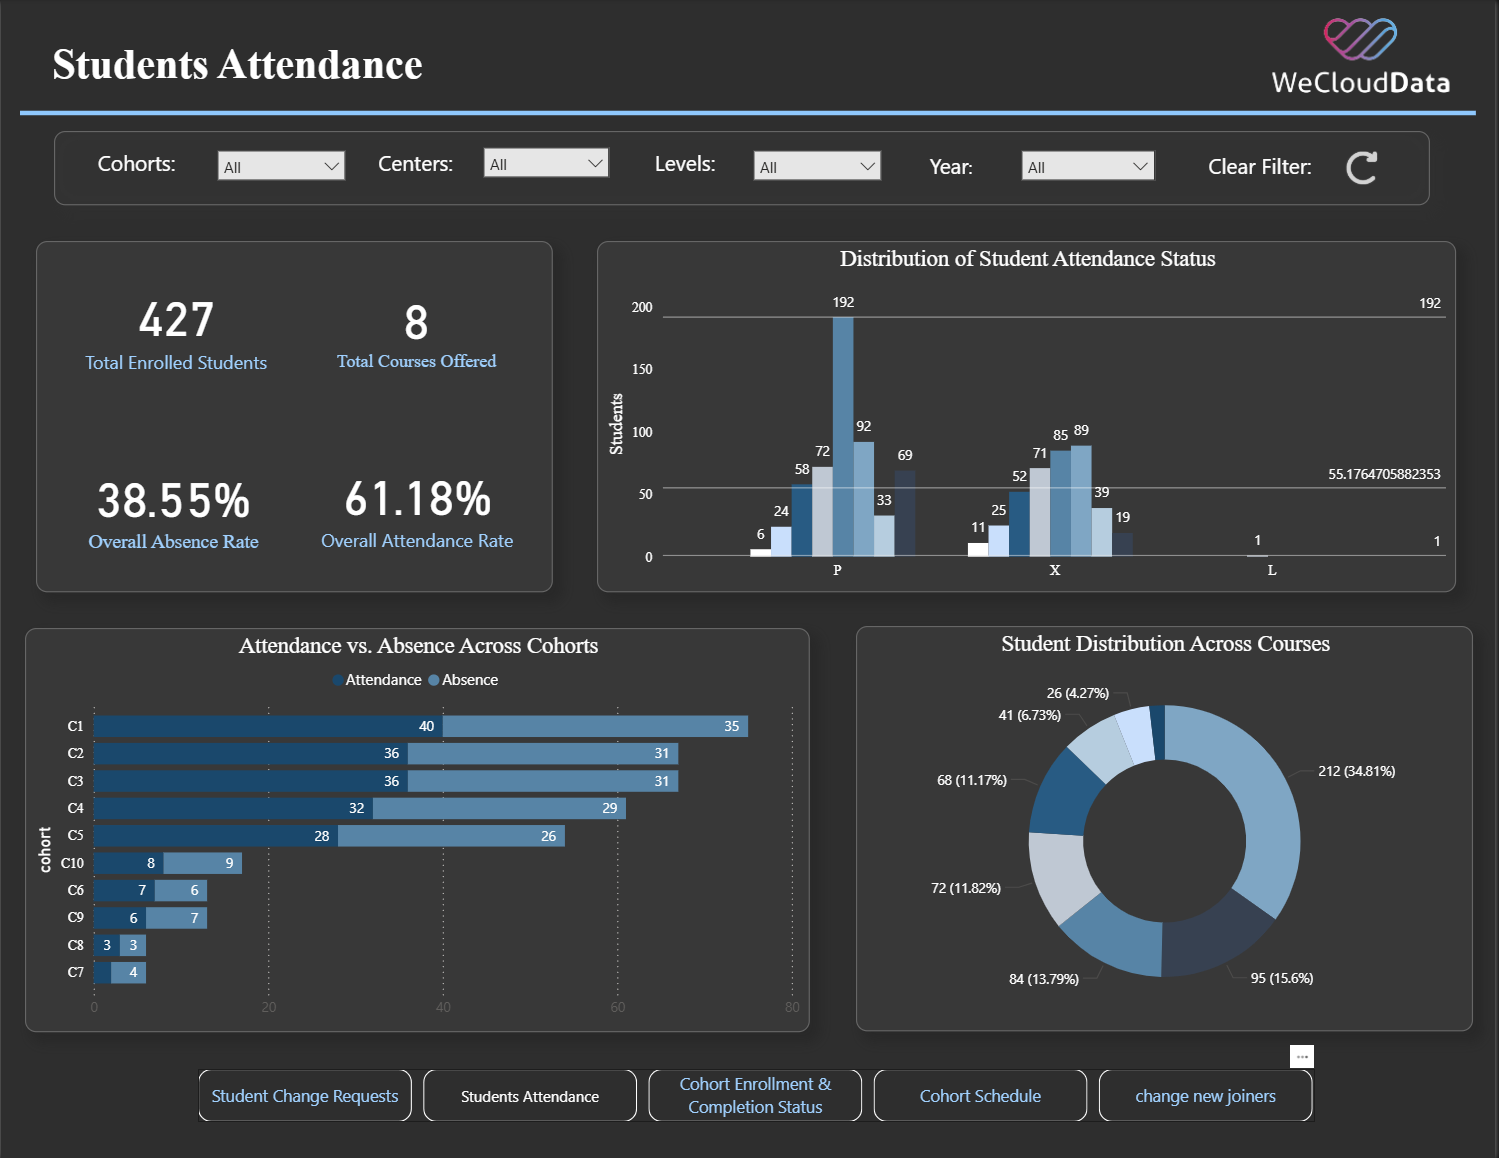 Students Attendance
WeCloudData
Cohorts: All Centers: All Levels: All Year: All Clear Filter:
427
Total Enrolled Students
8
Total Courses Offered
38.55%
Overall Absence Rate
61.18%
Overall Attendance Rate
Distribution of Student Attendance Status
Students
200
150
100
50
0
192
192
6 24 58 72 92 33 69
11 25 52 71 85 89 39 19
55.1764705882353
1
1
P X L
Attendance vs. Absence Across Cohorts
Attendance Absence
cohort
C1 40 35
C2 36 31
C3 36 31
C4 32 29
C5 28 26
C10 8 9
C6 7 6
C9 6 7
C8 3 3
C7 4
0 20 40 60 80
Student Distribution Across Courses
26 (4.27%)
41 (6.73%)
212 (34.81%)
68 (11.17%)
72 (11.82%)
84 (13.79%)
95 (15.6%)
Student Change Requests
Students Attendance
Cohort Enrollment &
Completion Status
Cohort Schedule
change new joiners